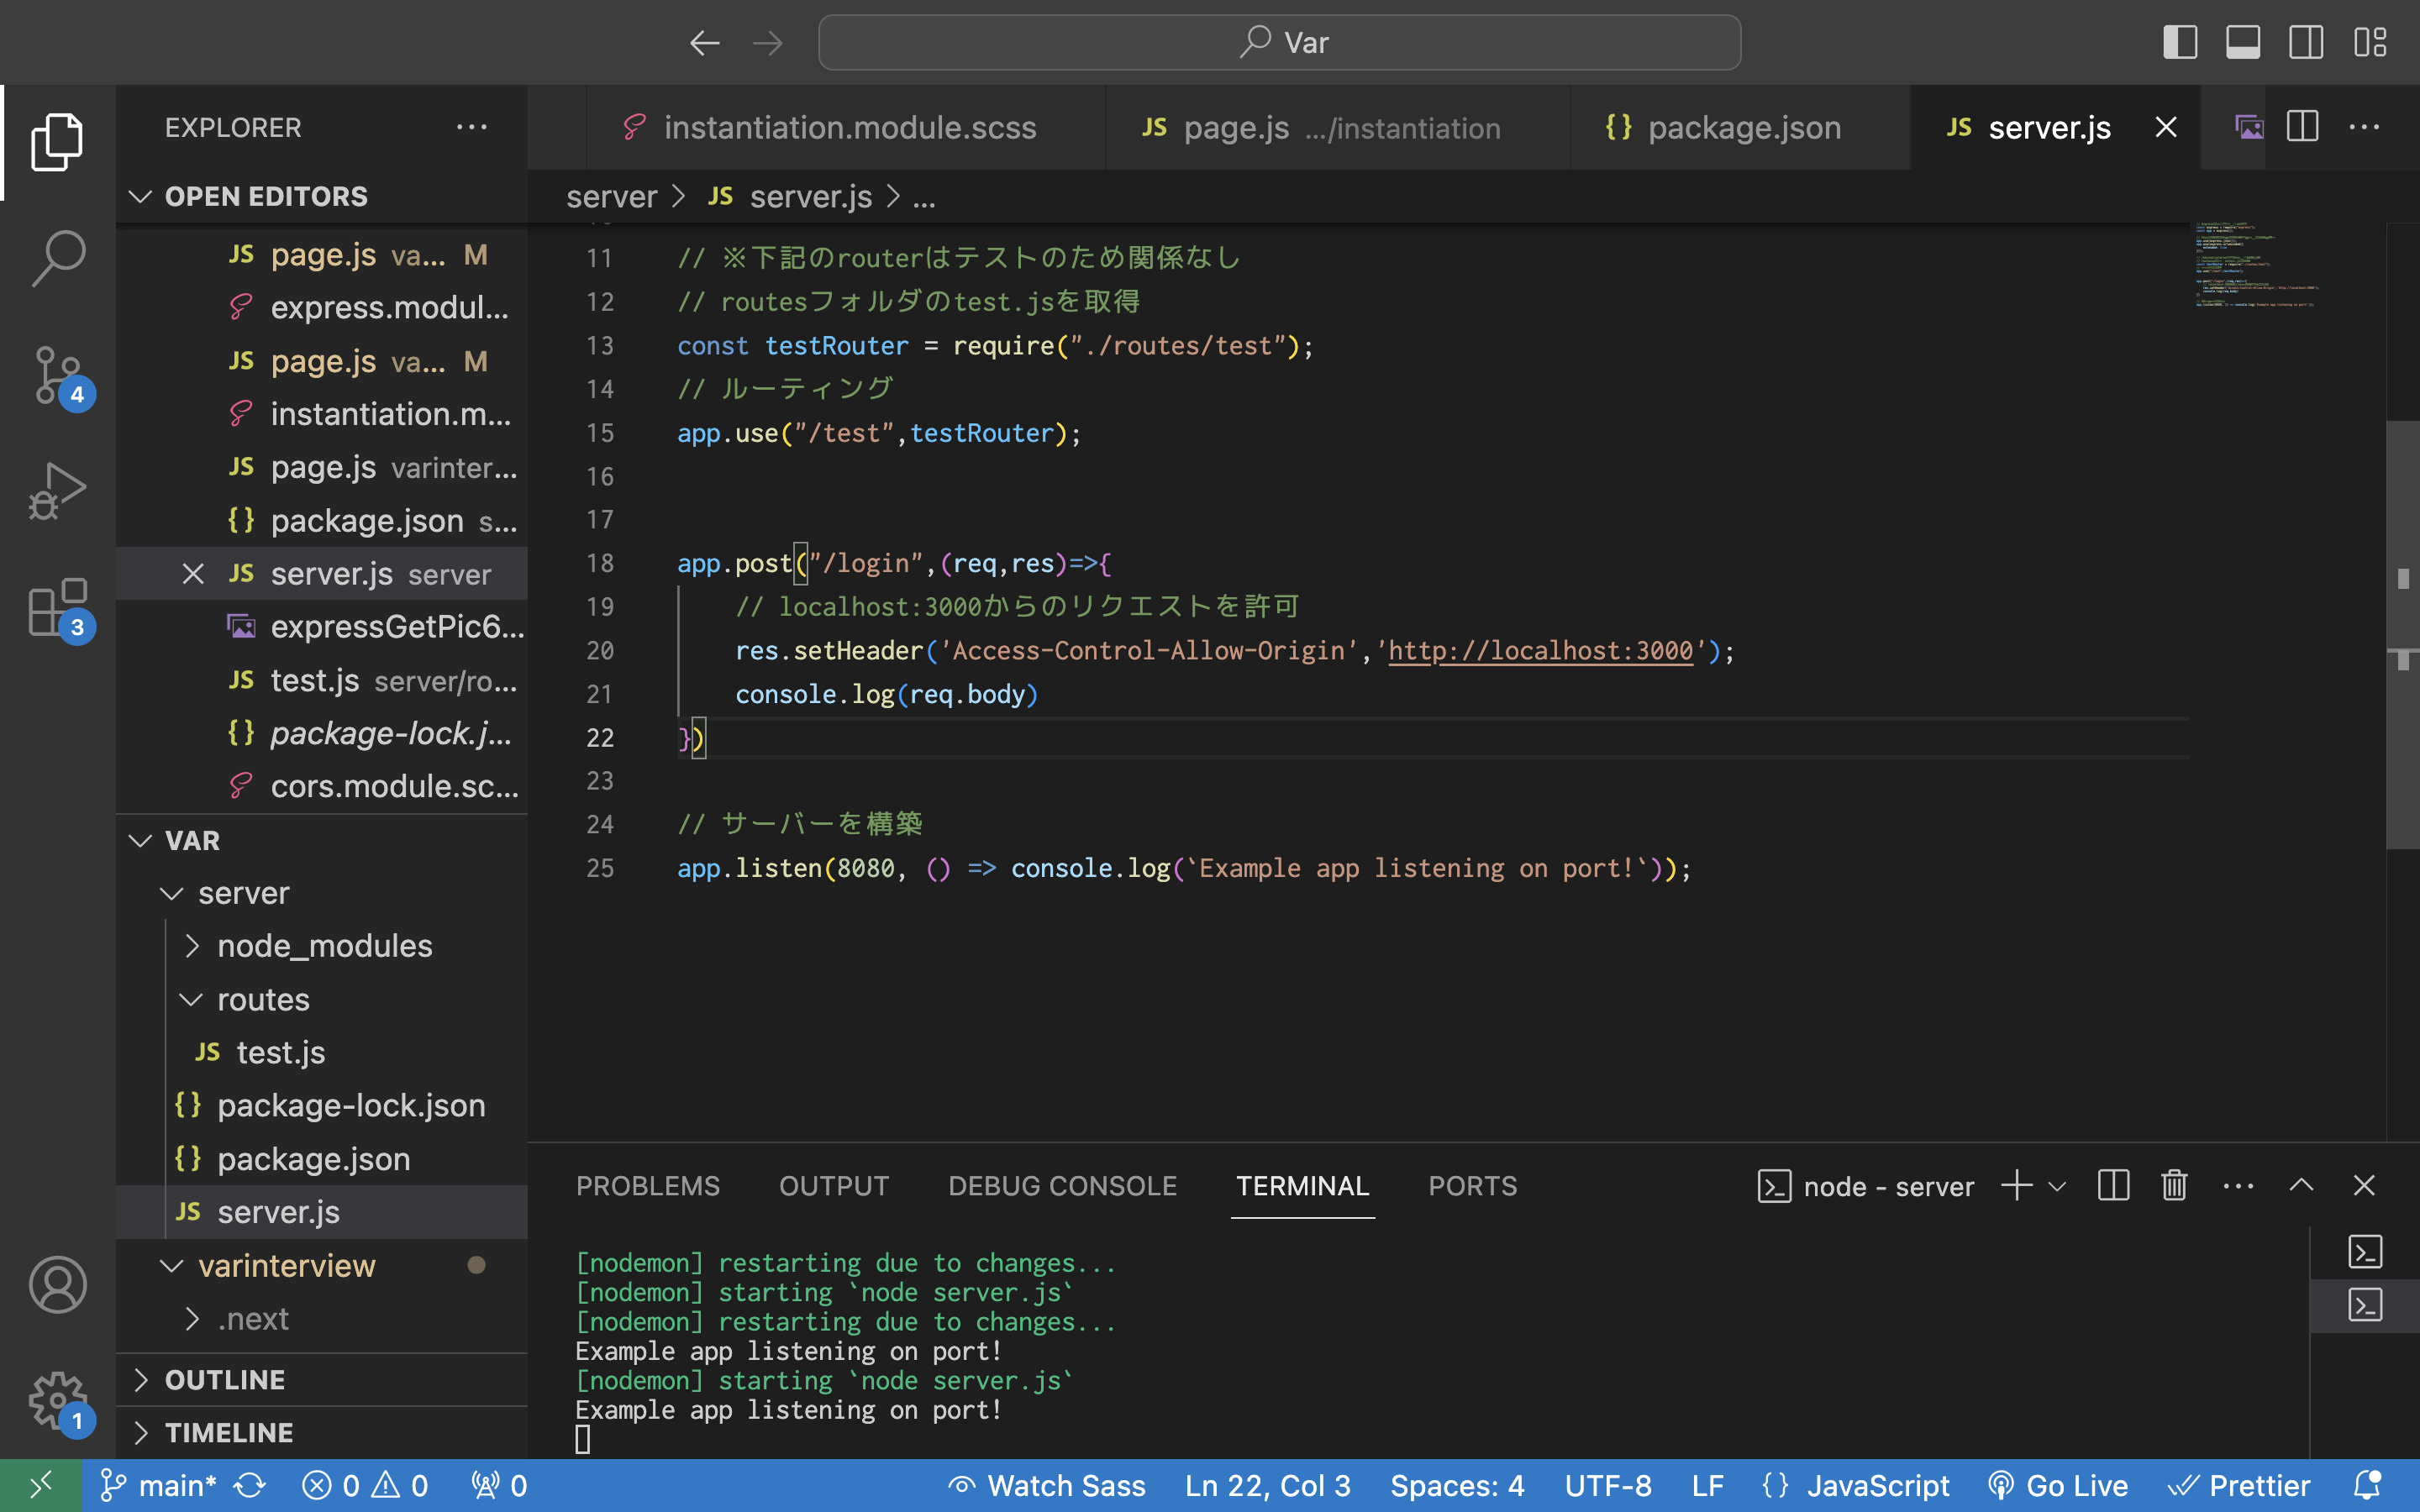 Var
EXPLORER
OPEN EDITORS
JS page.js va... M
express.modul...
JS page.js va... M
instantiation.m...
JS page.js varinter...
{} package.json s...
JS server.js server
expressGetPic6...
JS test.js server/ro...
{} package-lock.j...
cors.module.sc...
VAR
server
node_modules
routes
JS test.js
{} package-lock.json
{} package.json
JS server.js
varinterview
.next
OUTLINE
TIMELINE
4
3
1
instantiation.module.scss
JS page.js .../instantiation
{} package.json
JS server.js
server > JS server.js > ...
11 // ※下記のrouterはテストのため関係なし
12 // routesフォルダのtest.jsを取得
13 const testRouter = require("./routes/test");
14 // ルーティング
15 app.use("/test",testRouter);
16
17
18 app.post("/login",(req,res)=>{
19 // localhost:3000からのリクエストを許可
20 res.setHeader('Access-Control-Allow-Origin','http://localhost:3000');
21 console.log(req.body)
22 })
23
24 // サーバーを構築
25 app.listen(8080, () => console.log(`Example app listening on port!`));
PROBLEMS OUTPUT DEBUG CONSOLE TERMINAL PORTS
node - server
[nodemon] restarting due to changes...
[nodemon] starting `node server.js`
[nodemon] restarting due to changes...
Example app listening on port!
[nodemon] starting `node server.js`
Example app listening on port!
main* 0 0 0 Watch Sass Ln 22, Col 3 Spaces: 4 UTF-8 LF {} JavaScript Go Live Prettier